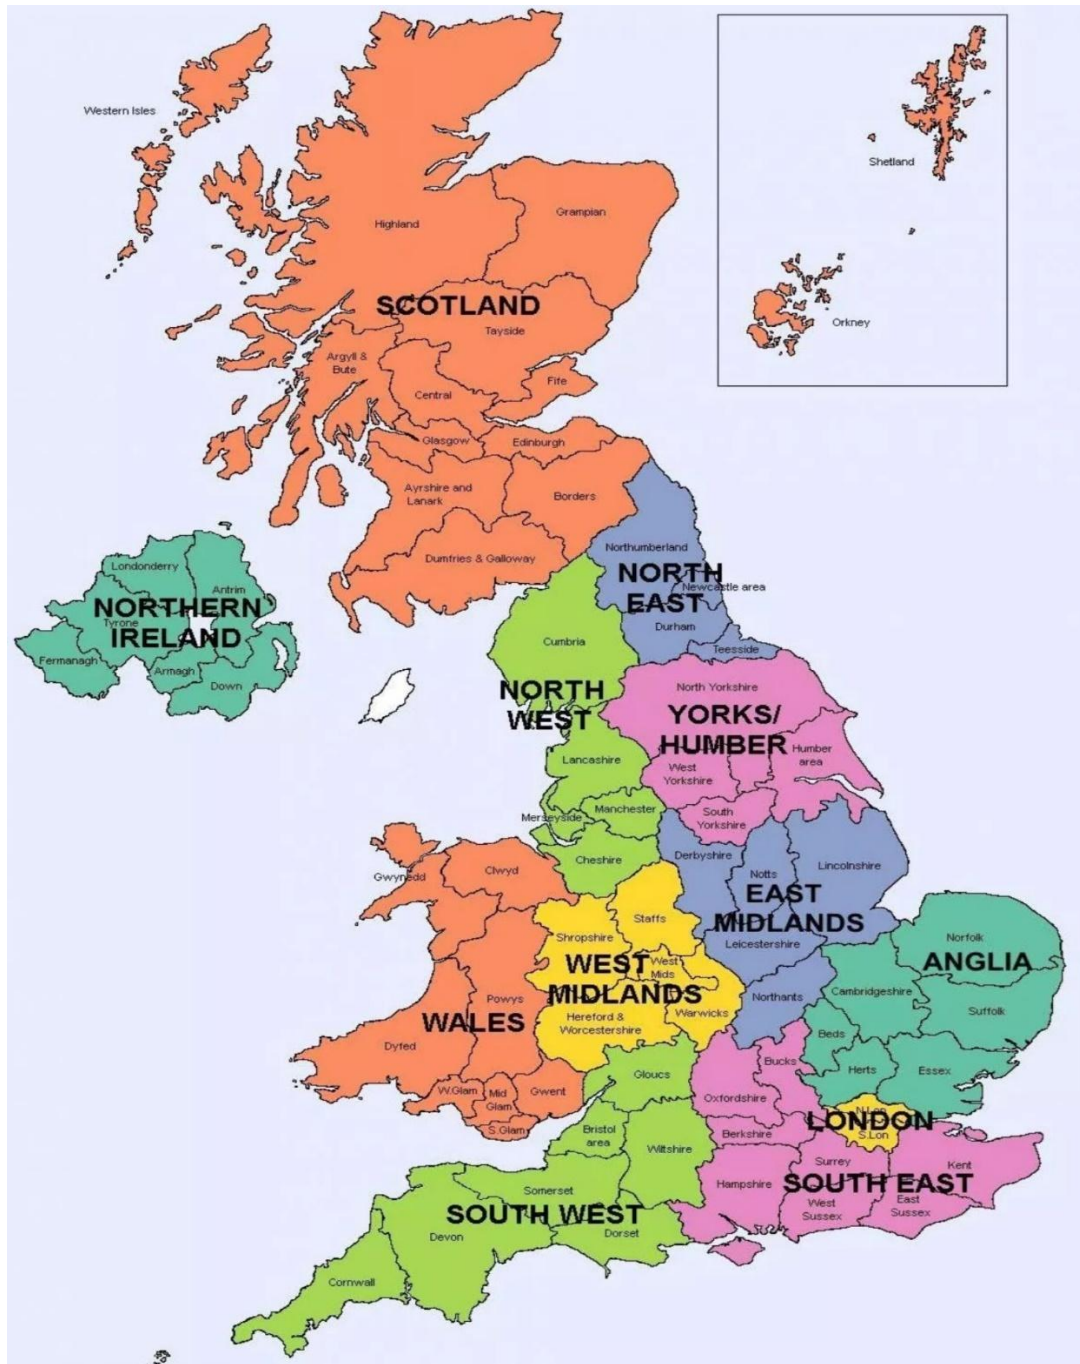 Western Isles
Shetland
Orkney
Highland
Grampian
SCOTLAND
Tayside
Argyll &
Bute
Central
Fife
Glasgow
Edinburgh
Ayrshire and
Lanark
Borders
Dumfries & Galloway
Londonderry
Antrim
NORTHERN
Tyrone
IRELAND
Fermanagh
Armagh
Down
Northumberland
NORTH
Newcastle area
EAST
Durham
Teesside
Cumbria
NORTH
WEST
Lancashire
Manchester
Merseyside
Cheshire
North Yorkshire
YORKS/
HUMBER
Humber
area
West
Yorkshire
South
Yorkshire
Derbyshire
Notts
Lincolnshire
EAST
MIDLANDS
Leicestershire
Northants
Gwynedd
Clwyd
Powys
WALES
Dyfed
W.Glam
Mid
Glam
S.Glam
Gwent
Staffs
Shropshire
WEST
West
Mids
MIDLANDS
Hereford &
Worcestershire
Warwicks
Norfolk
ANGLIA
Cambridgeshire
Suffolk
Beds
Herts
Essex
N.Lon
LONDON
S.Lon
Bucks
Oxfordshire
Berkshire
Surrey
Kent
Hampshire
SOUTH EAST
West
Sussex
East
Sussex
Gloucs
Bristol
area
Wiltshire
Somerset
SOUTH WEST
Devon
Dorset
Cornwall